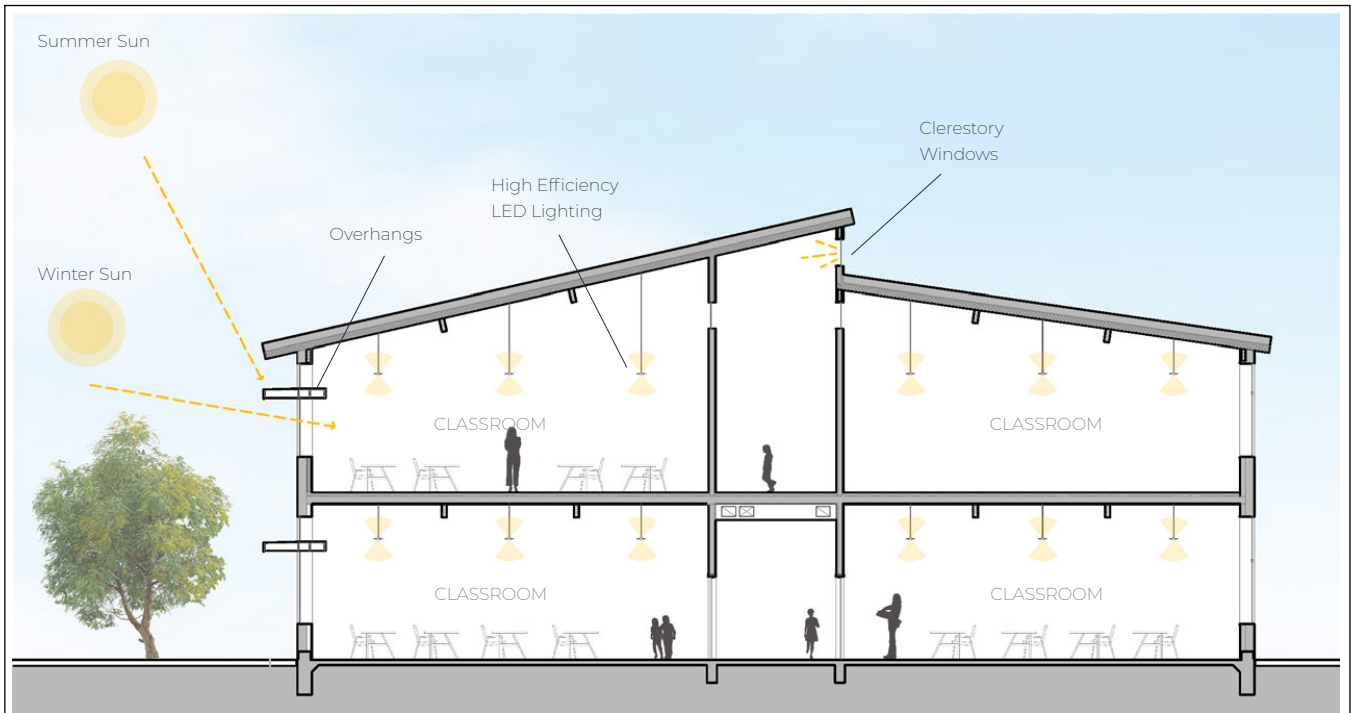 Summer Sun
Clerestory
Windows
High Efficiency
LED Lighting
Overhangs
Winter Sun
CLASSROOM
CLASSROOM
CLASSROOM
CLASSROOM